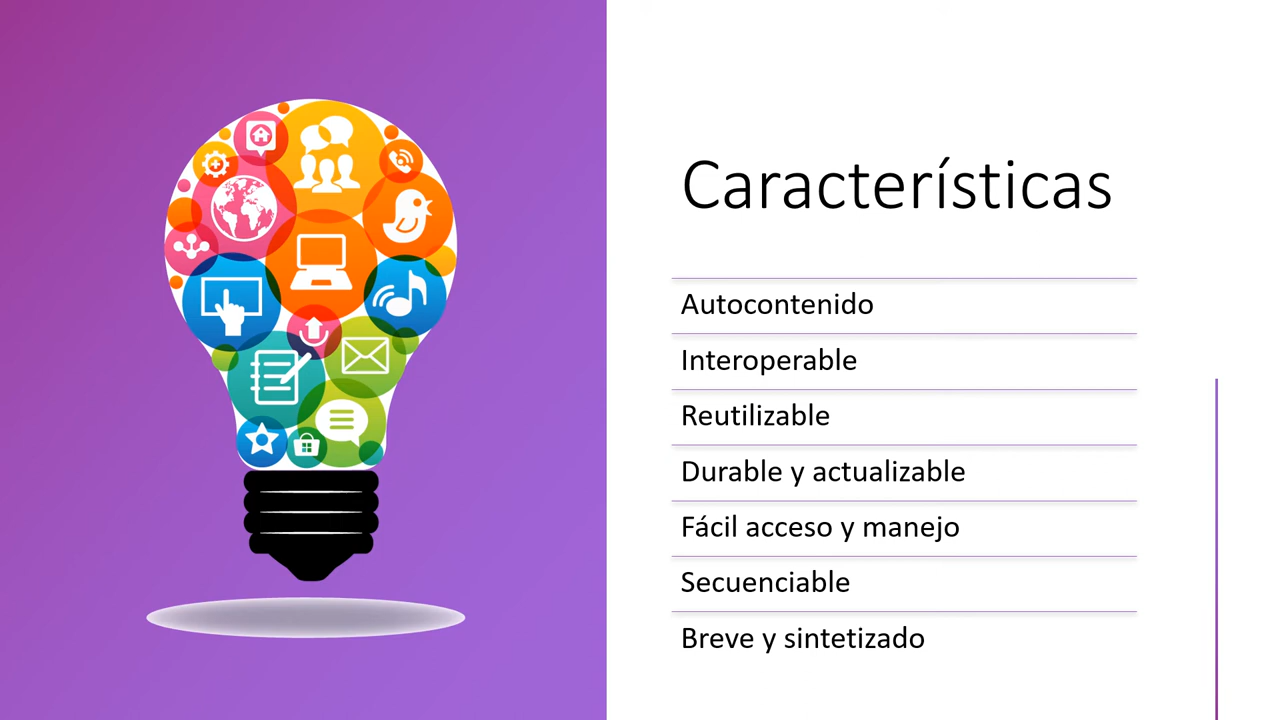 Características
Autocontenido
Interoperable
Reutilizable
Durable y actualizable
Fácil acceso y manejo
Secuenciable
Breve y sintetizado